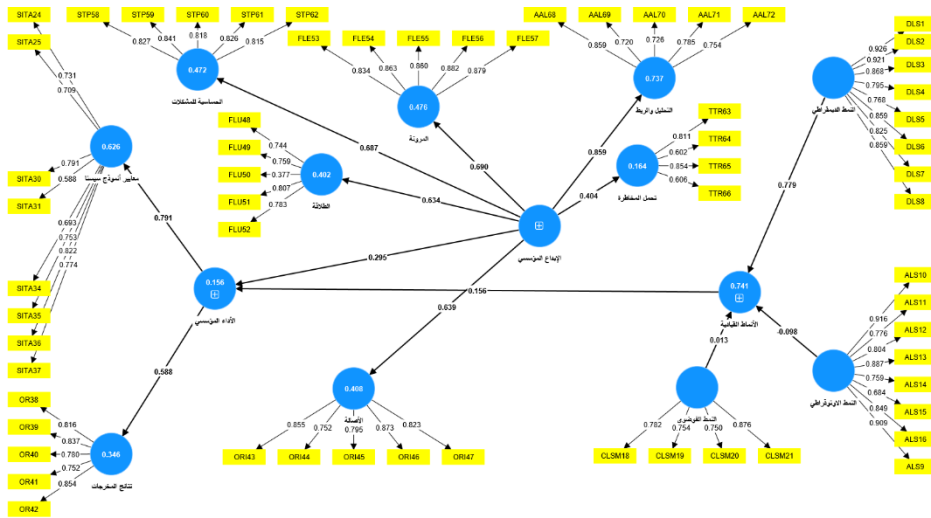 SITA24
SITA25
0.731
0.709
0.626
معايير أنموذج سيستا
0.791
0.588
SITA30
SITA31
0.693
0.753
0.822
0.774
SITA34
SITA35
SITA36
SITA37
STP58
STP59
STP60
STP61
STP62
0.827
0.841
0.818
0.826
0.815
0.472
الحساسية للمشكلات
FLE53
FLE54
FLE55
FLE56
FLE57
0.834
0.863
0.860
0.882
0.879
0.476
المرونة
AAL68
AAL69
AAL70
AAL71
AAL72
0.859
0.720
0.726
0.785
0.754
0.737
التحليل والربط
DLS1
DLS2
DLS3
DLS4
DLS5
DLS6
DLS7
DLS8
0.926
0.921
0.868
0.795
0.768
0.859
0.825
0.859
النمط الديمقراطي
FLU48
FLU49
FLU50
FLU51
FLU52
0.744
0.759
0.377
0.807
0.783
0.402
الطلاقة
TTR63
TTR64
TTR65
TTR66
0.811
0.602
0.854
0.606
0.164
تحمل المخاطرة
0.687
0.690
0.859
0.404
0.634
0.779
0.791
0.295
0.639
0.156
الإبداع المؤسسي
0.156
الأداء المؤسسي
0.741
الأنماط القيادية
0.588
0.013
-0.098
OR38
OR39
OR40
OR41
OR42
0.816
0.837
0.780
0.752
0.854
0.346
نتائج المخرجات
0.408
الأصالة
0.855
0.752
0.795
0.873
0.823
ORI43
ORI44
ORI45
ORI46
ORI47
النمط الفوضوي
0.782
0.754
0.750
0.876
CLSM18
CLSM19
CLSM20
CLSM21
النمط الاوتوقراطي
0.916
0.776
0.804
0.887
0.759
0.684
0.849
0.909
ALS10
ALS11
ALS12
ALS13
ALS14
ALS15
ALS16
ALS9